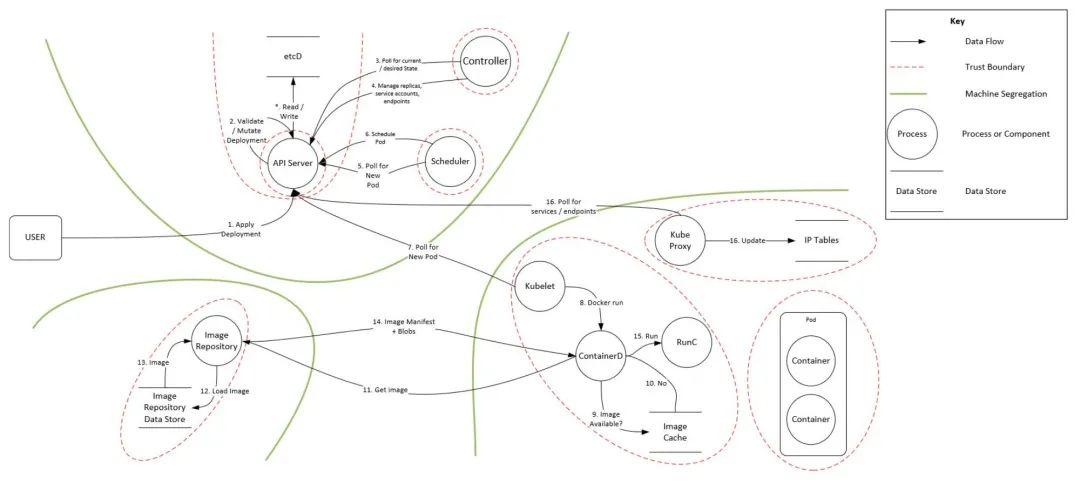 Key
Data Flow
Trust Boundary
Machine Segregation
Process
Process or Component
Data Store
Data Store
etcD
3. Poll for current
/ desired State
Controller
4. Manage replicas,
service accounts,
endpoints
*. Read /
Write
2. Validate
/ Mutate
Deployment
6. Schedule
Pod
API Server
5. Poll for
New
Pod
Scheduler
16. Poll for
services / endpoints
1. Apply
Deployment
USER
Kube
Proxy
16. Update
IP Tables
7. Poll for
New Pod
Kubelet
8. Docker run
Pod
14. Image Manifest
+ Blobs
Image
Repository
15. Run
RunC
ContainerD
Container
13. Image
12. Load Image
11. Get image
10. No
Image
Repository
Data Store
9. Image
Available?
Image
Cache
Container